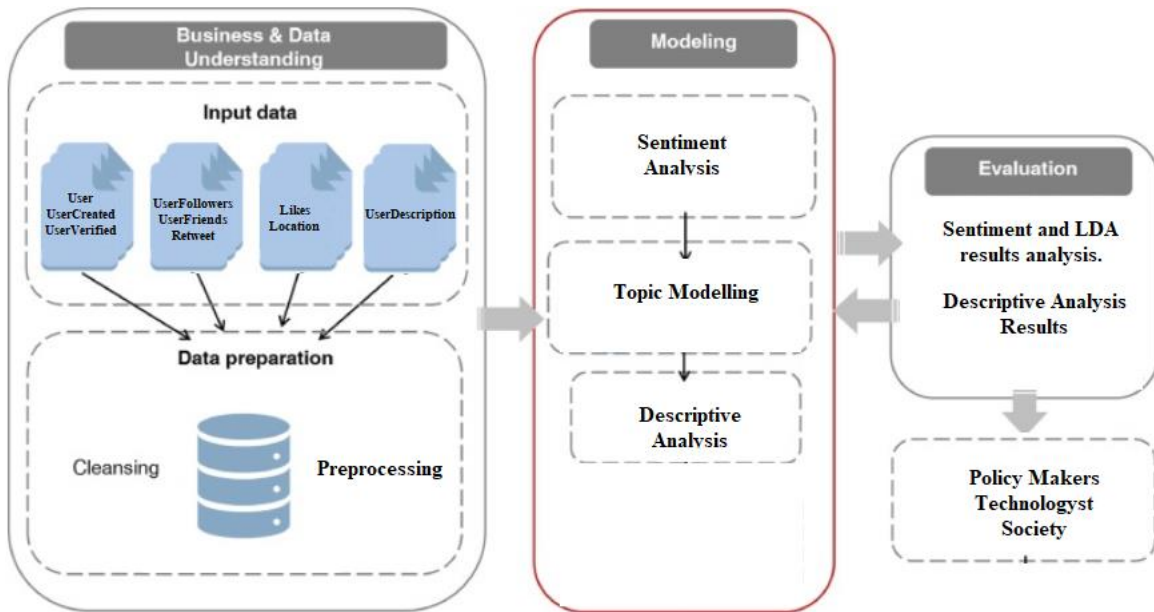 Business & Data
Understanding
Input data
User
UserCreated
UserVerified
UserFollowers
UserFriends
Retweet
Likes
Location
UserDescription
Data preparation
Cleansing
Preprocessing
Modeling
Sentiment
Analysis
Topic Modelling
Descriptive
Analysis
Evaluation
Sentiment and LDA
results analysis.
Descriptive Analysis
Results
Policy Makers
Technologyst
Society